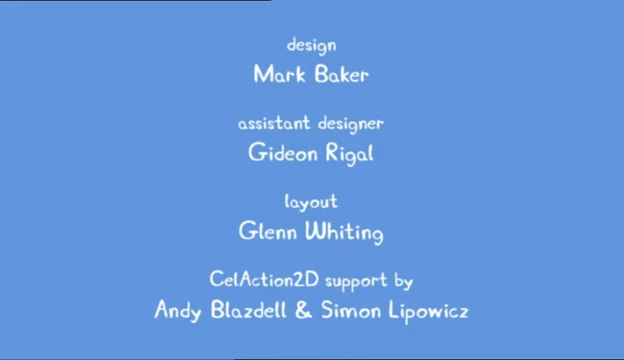 design
Mark Baker
assistant designer
Gideon Rigal
layout
Glenn Whiting
CelAction2D support by
Andy Blazdell & Simon Lipowicz